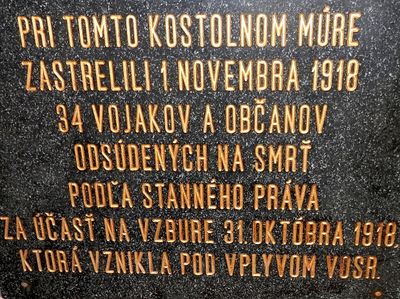 PRI TOMTO KOSTOLNOM MÚRE
ZASTRELILI 1. NOVEMBRA 1918
34 VOJAKOV A OBČANOV
ODSÚDENÝCH NA SMRŤ
PODĽA STANNÉHO PRÁVA
ZA ÚČASŤ NA VZBURE 31. OKTÓBRA 1918,
KTORÁ VZNIKLA POD VPLYVOM VOSR.